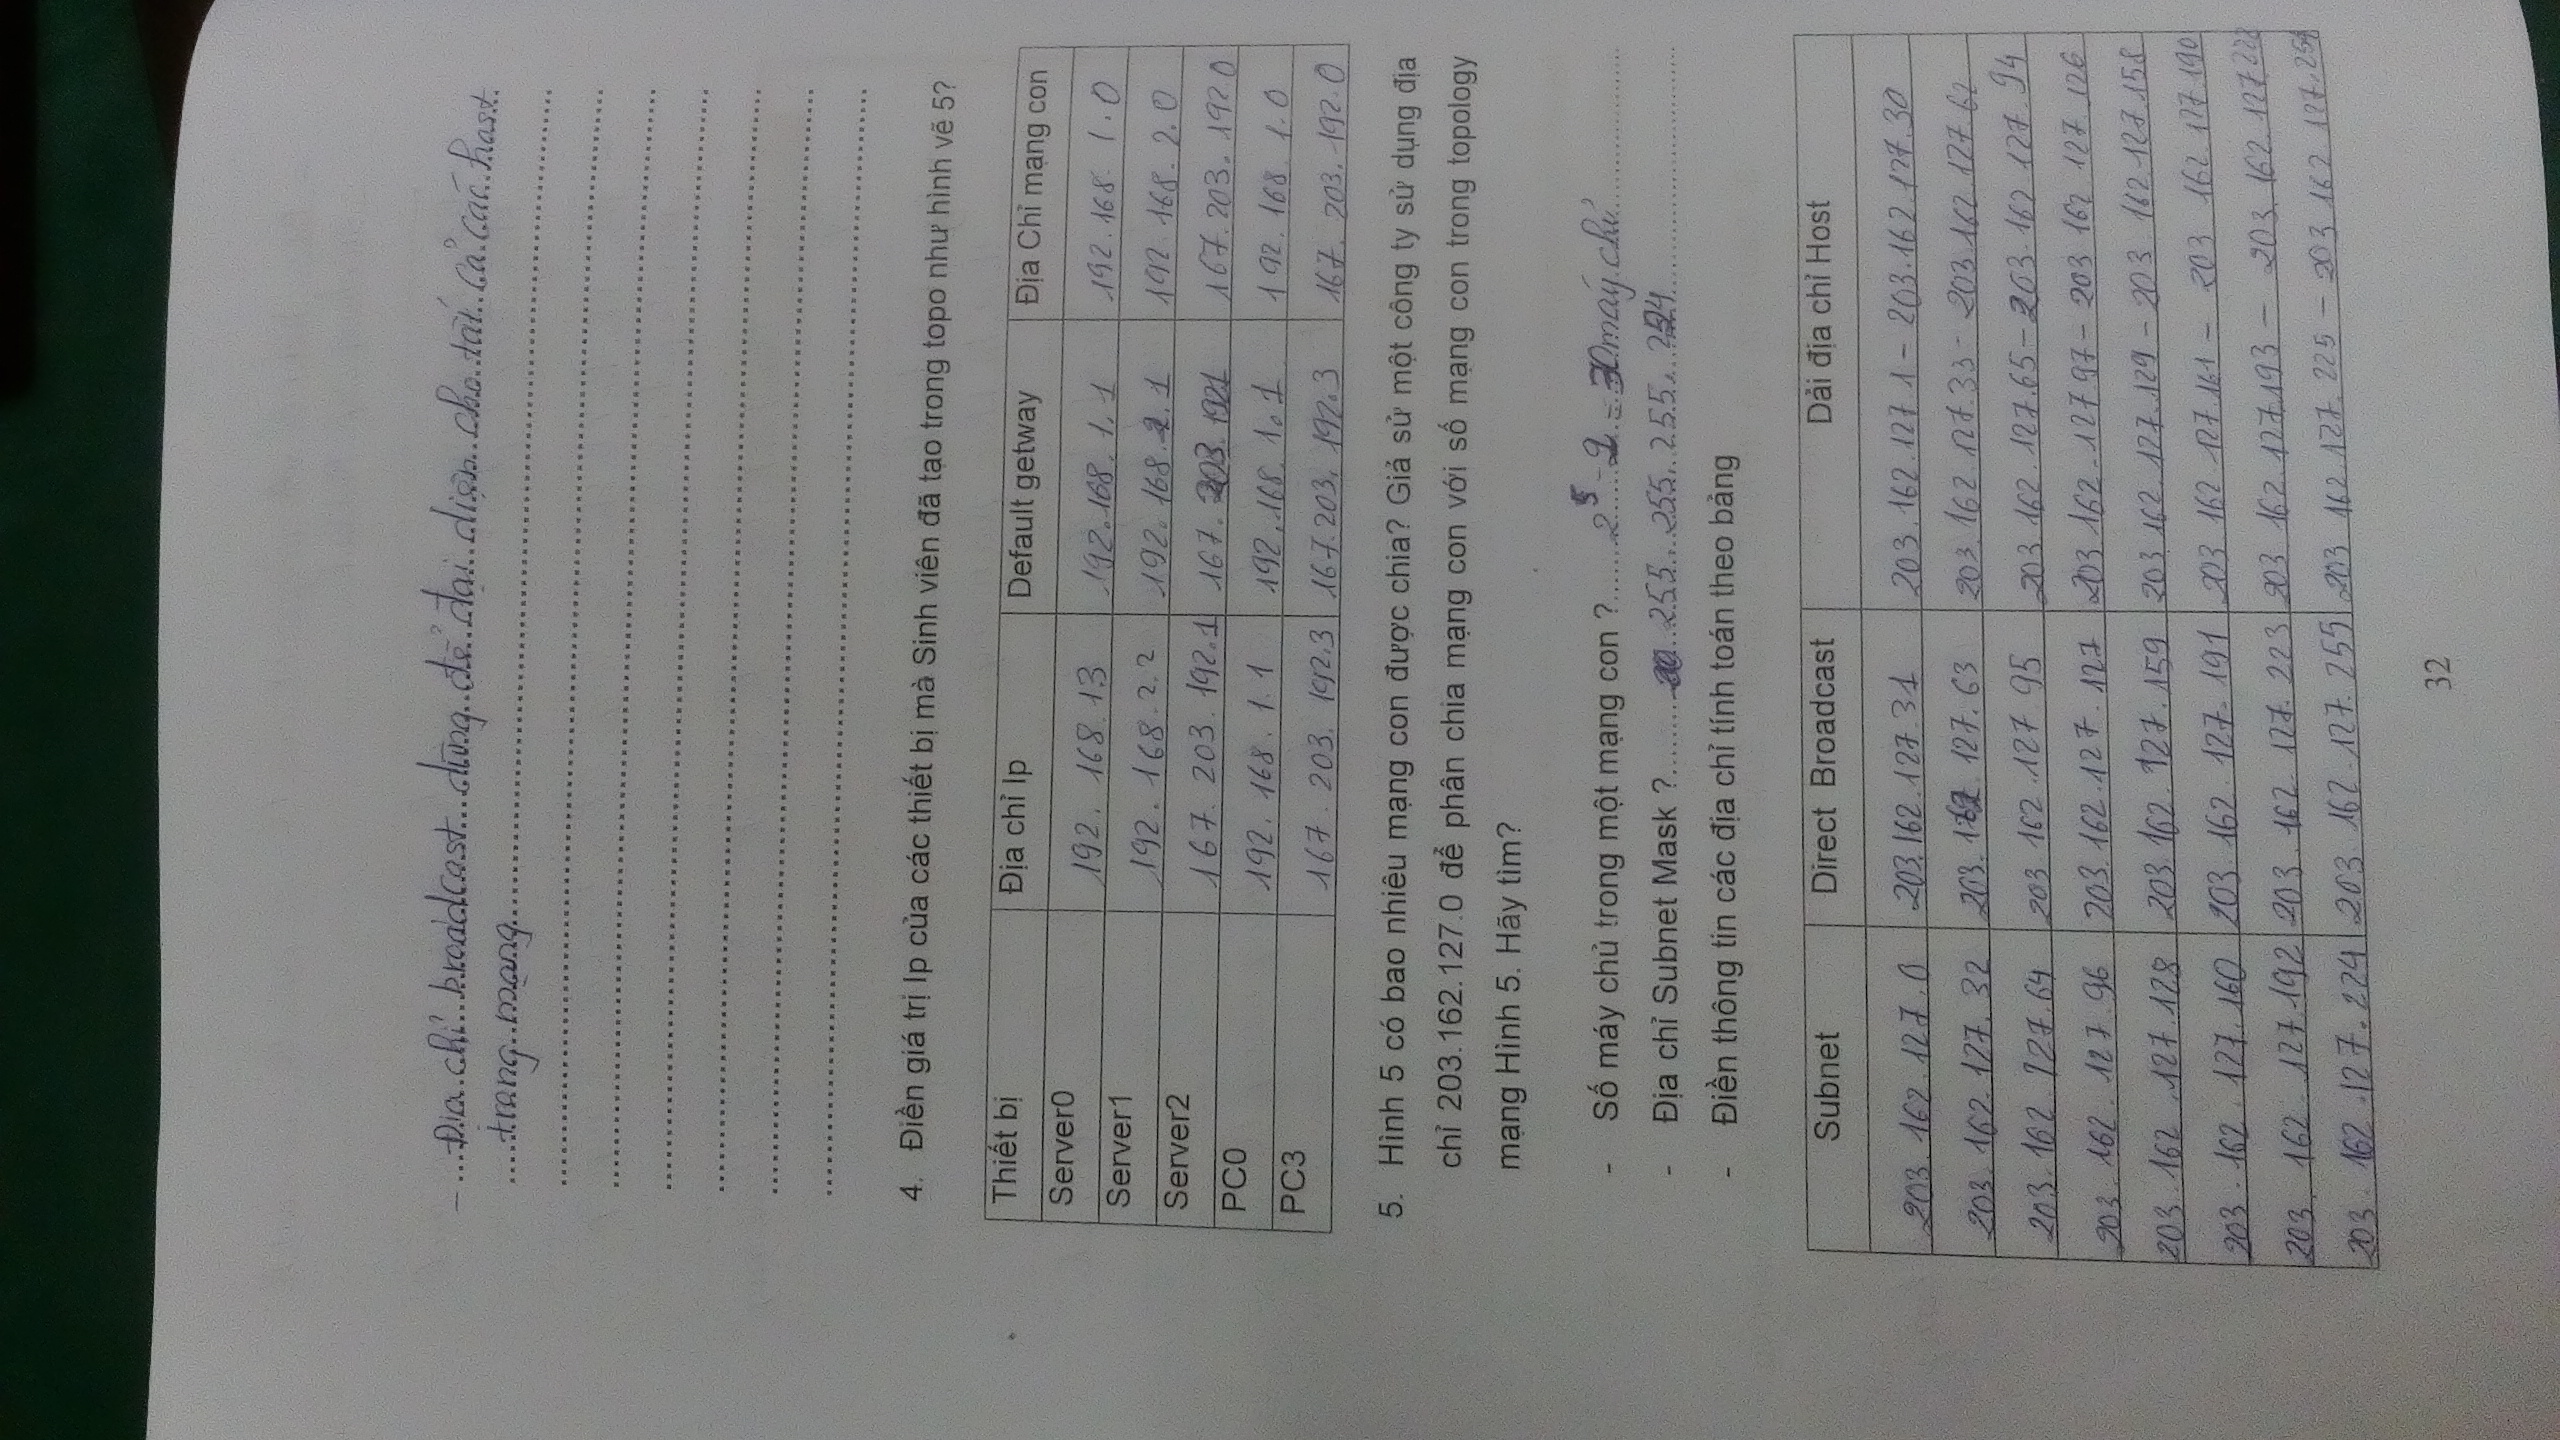 - Địa chỉ broadcast dùng để đại diện cho tất cả các host
trong mạng
4. Điền giá trị Ip của các thiết bị mà Sinh viên đã tạo trong topo như hình vẽ 5?
Thiết bị Địa chỉ Ip Default getway Địa Chỉ mạng con
Server0 192.168.13 192.168.1.1 192.168.1.0
Server1 192.168.2.2 192.168.2.1 192.168.2.0
Server2 167.203.192.1 167.203.1921 167.203.192.0
PC0 192.168.1.1 192.168.1.1 192.168.1.0
PC3 167.203.192.3 167.203.192.3 167.203.192.0
5. Hình 5 có bao nhiêu mạng con được chia? Giả sử một công ty sử dụng địa
chỉ 203.162.127.0 để phân chia mạng con với số mạng con trong topology
mạng Hình 5. Hãy tìm?
- Số máy chủ trong một mạng con ? 2^5 - 2 = 30 máy chủ
- Địa chỉ Subnet Mask ? 255.255.255.
- Điền thông tin các địa chỉ tính toán theo bảng
Subnet Direct Broadcast Dải địa chỉ Host
203.162.127.0 203.162.127.31 203.162.127.1 - 203.162.127.30
203.162.127.32 203.162.127.63 203.162.127.33 - 203.162.127.62
203.162.127.64 203.162.127.95 203.162.127.65 - 203.162.127.94
203.162.127.96 203.162.127.127 203.162.127.97 - 203.162.127.126
203.162.127.128 203.162.127.159 203.162.127.129 - 203.162.127.158
203.162.127.160 203.162.127.191 203.162.127.161 - 203.162.127.190
203.162.127.192 203.162.127.223 203.162.127.193 - 203.162.127.222
203.162.127.224 203.162.127.255 203.162.127.225 - 203.162.127.254
32